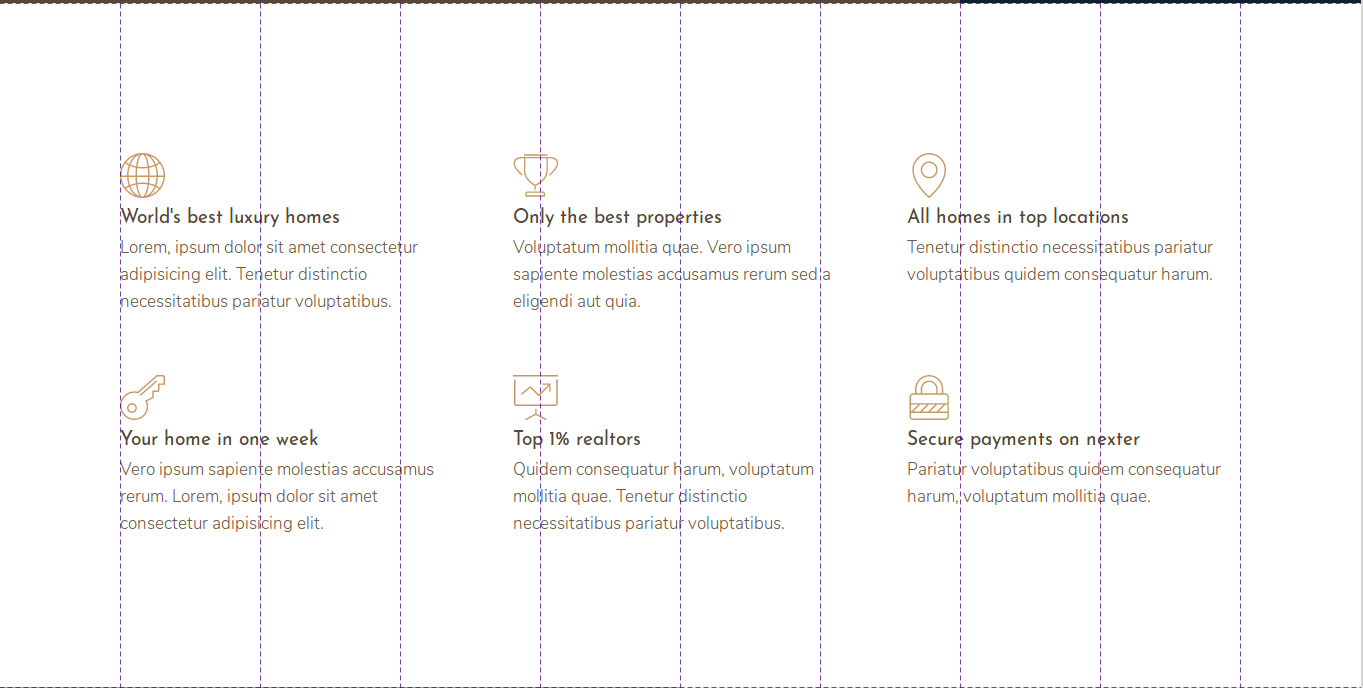 World's best luxury homes
Lorem, ipsum dolor sit amet consectetur
adipisicing elit. Tenetur distinctio
necessitatibus pariatur voluptatibus.
Only the best properties
Voluptatum mollitia quae. Vero ipsum
sapiente molestias accusamus rerum sed a
eligendi aut quia.
All homes in top locations
Tenetur distinctio necessitatibus pariatur
voluptatibus quidem consequatur harum.
Your home in one week
Vero ipsum sapiente molestias accusamus
rerum. Lorem, ipsum dolor sit amet
consectetur adipisicing elit.
Top 1% realtors
Quidem consequatur harum, voluptatum
mollitia quae. Tenetur distinctio
necessitatibus pariatur voluptatibus.
Secure payments on nexter
Pariatur voluptatibus quidem consequatur
harum, voluptatum mollitia quae.